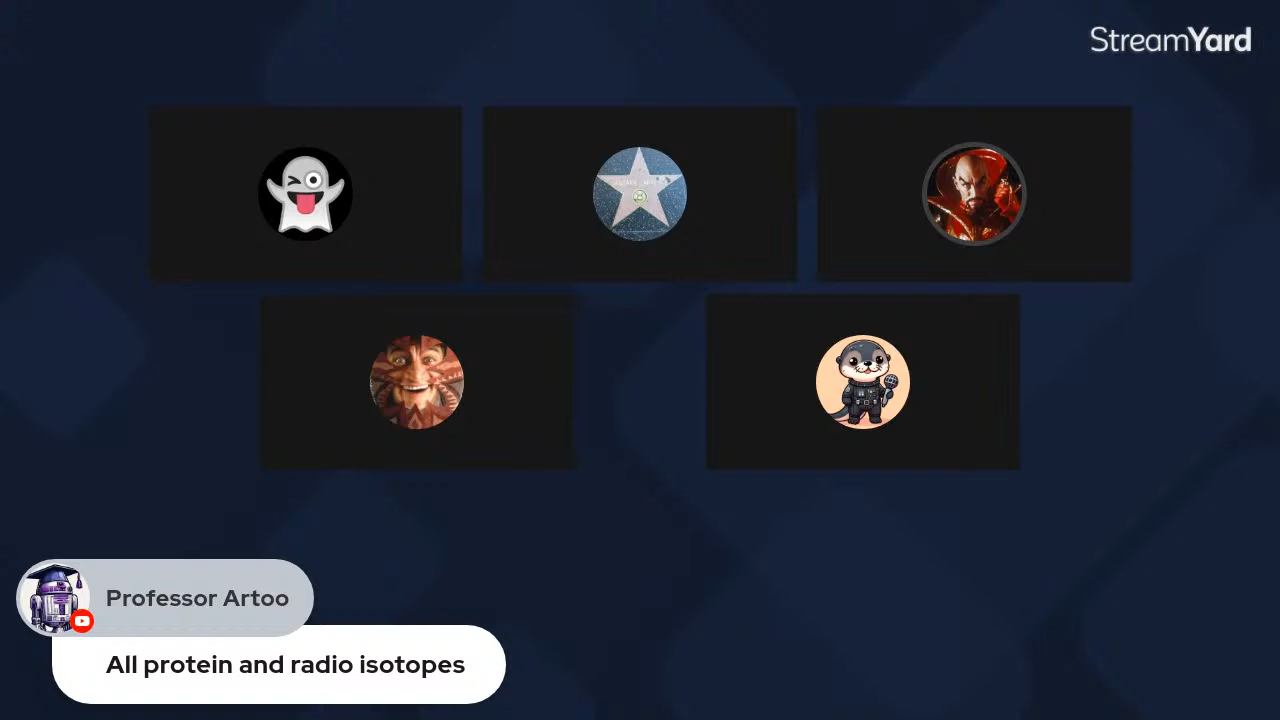 StreamYard
Professor Artoo
All protein and radio isotopes